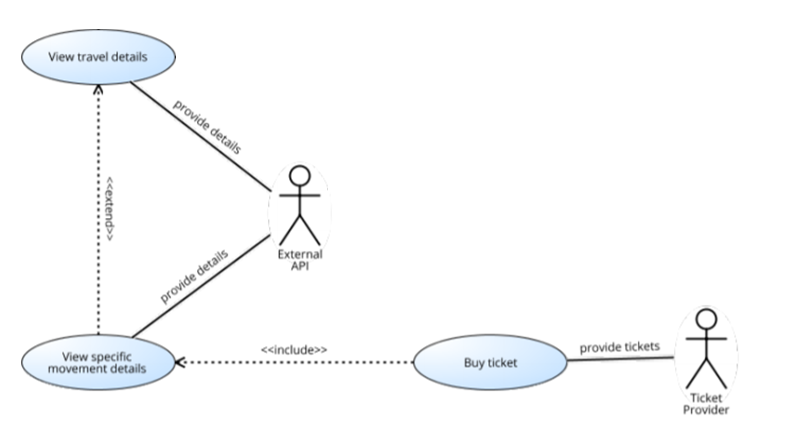 View travel details
provide details
<<extend>>
External
API
provide details
View specific
movement details
<<include>>
Buy ticket
provide tickets
Ticket
Provider